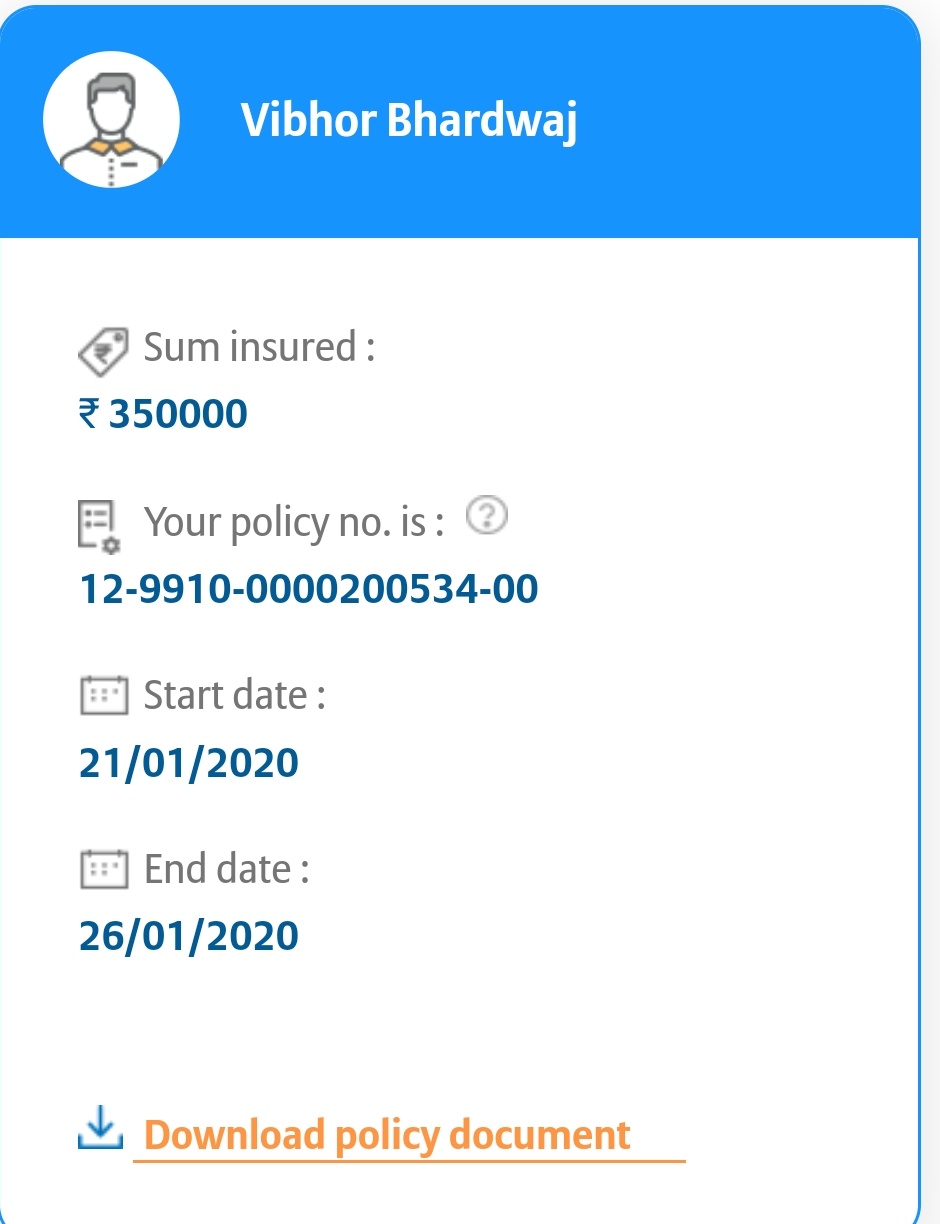 Vibhor Bhardwaj
Sum insured :
₹ 350000
Your policy no. is : ?
12-9910-0000200534-00
Start date :
21/01/2020
End date :
26/01/2020
Download policy document